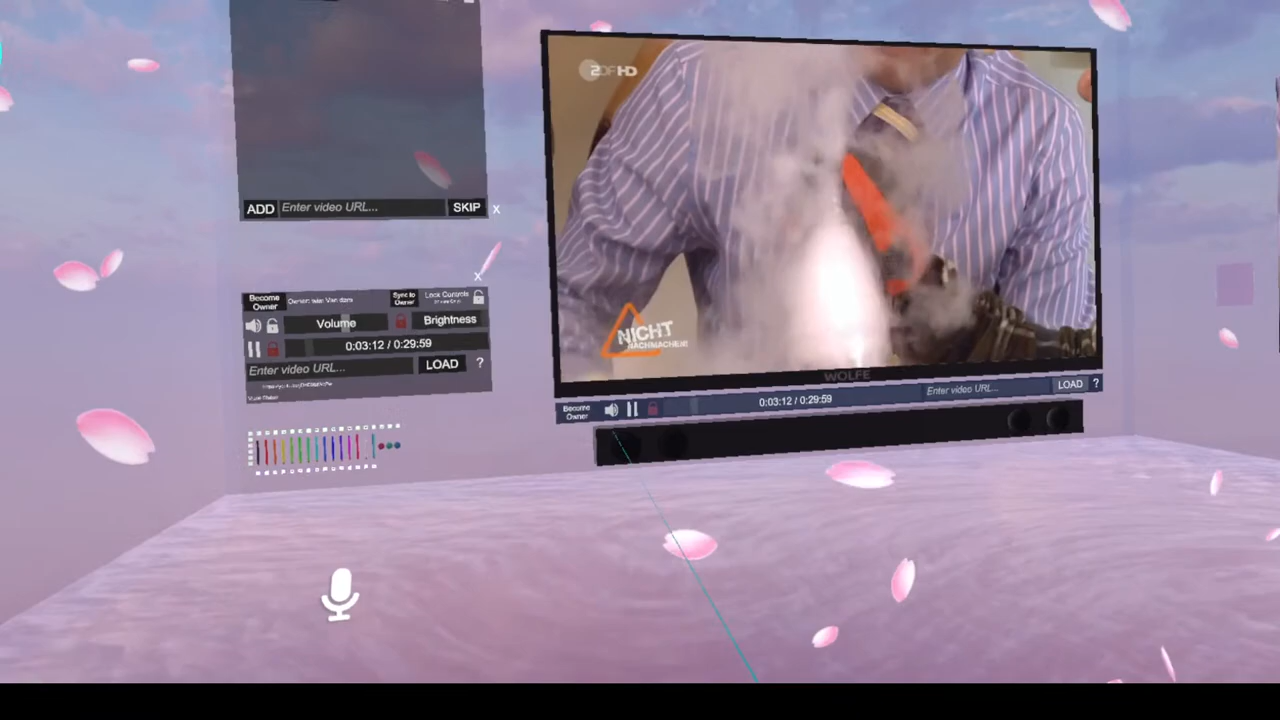 ADD Enter video URL... SKIP X
X
Become Owner
Sync to Owner
Lock Controls
Volume
Brightness
0:03:12 / 0:29:59
Enter video URL... LOAD ?
ZDF HD
NICHT
NACHMACHEN!
WOLFE
Become Owner
0:03:12 / 0:29:59
Enter video URL... LOAD ?